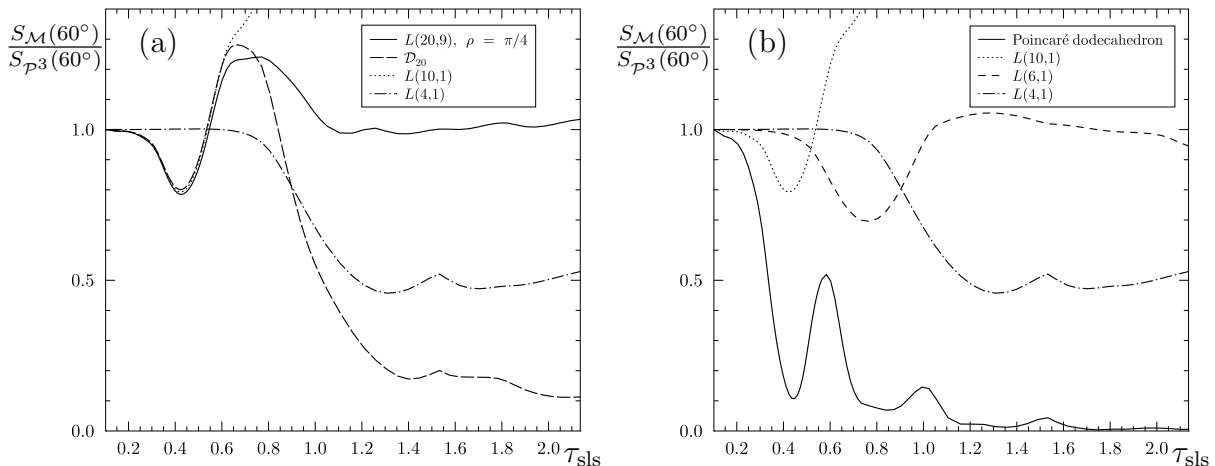 S_M(60°)
S_P3(60°)
(a)
L(20,9), ρ = π/4
D_20
L(10,1)
L(4,1)
1.0
0.5
0.0
0.2 0.4 0.6 0.8 1.0 1.2 1.4 1.6 1.8 2.0 τ_sls
S_M(60°)
S_P3(60°)
(b)
Poincaré dodecahedron
L(10,1)
L(6,1)
L(4,1)
1.0
0.5
0.0
0.2 0.4 0.6 0.8 1.0 1.2 1.4 1.6 1.8 2.0 τ_sls